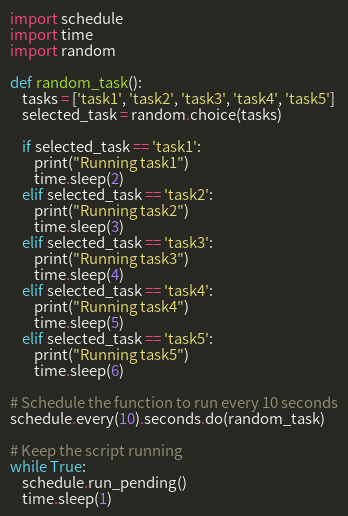 import schedule
import time
import random

def random_task():
    tasks = ['task1', 'task2', 'task3', 'task4', 'task5']
    selected_task = random.choice(tasks)

    if selected_task == 'task1':
        print("Running task1")
        time.sleep(2)
    elif selected_task == 'task2':
        print("Running task2")
        time.sleep(3)
    elif selected_task == 'task3':
        print("Running task3")
        time.sleep(4)
    elif selected_task == 'task4':
        print("Running task4")
        time.sleep(5)
    elif selected_task == 'task5':
        print("Running task5")
        time.sleep(6)

# Schedule the function to run every 10 seconds
schedule.every(10).seconds.do(random_task)

# Keep the script running
while True:
    schedule.run_pending()
    time.sleep(1)